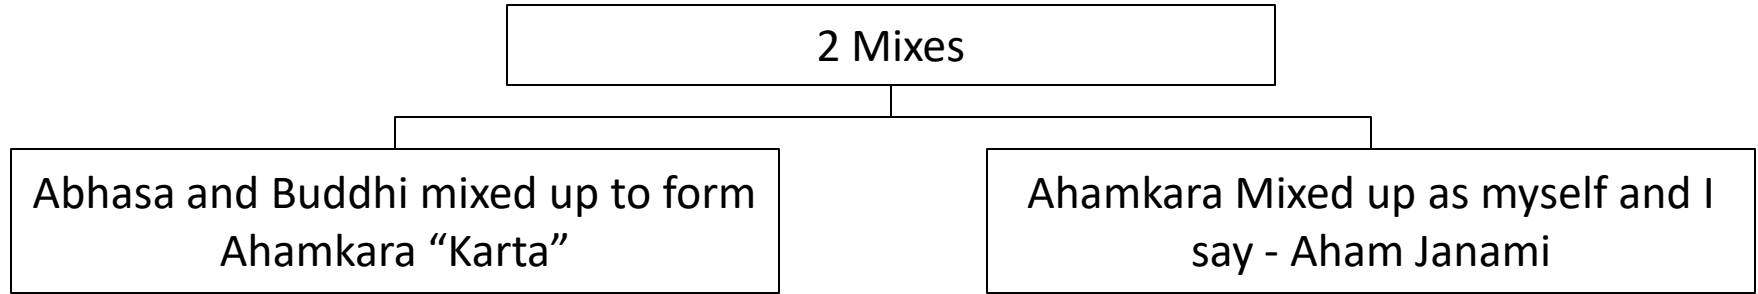 2 Mixes
Abhasa and Buddhi mixed up to form
Ahamkara “Karta”
Ahamkara Mixed up as myself and I
say - Aham Janami